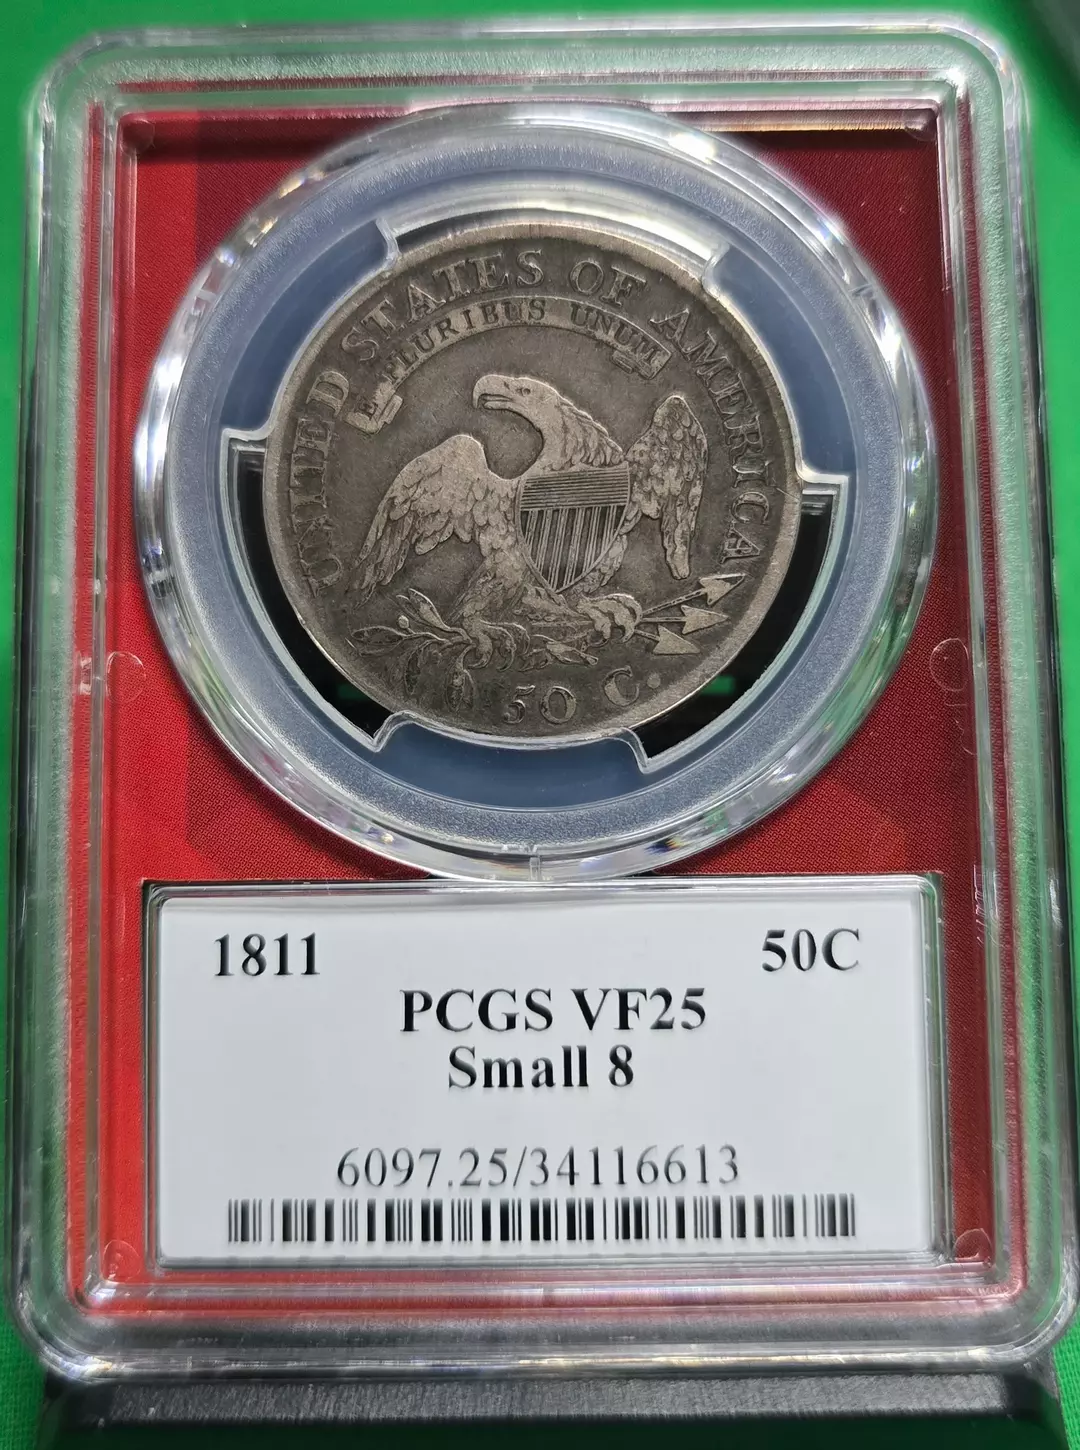 UNITED STATES OF AMERICA
E PLURIBUS UNUM
50 C.
1811 50C
PCGS VF25
Small 8
6097.25/34116613